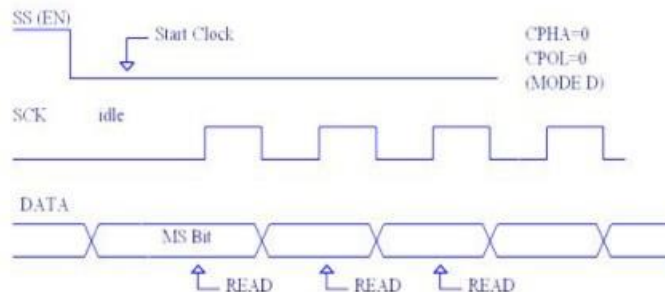 SS (EN)
Start Clock
CPHA=0
CPOL=0
(MODE D)
SCK idle
DATA
MS Bit
READ READ READ